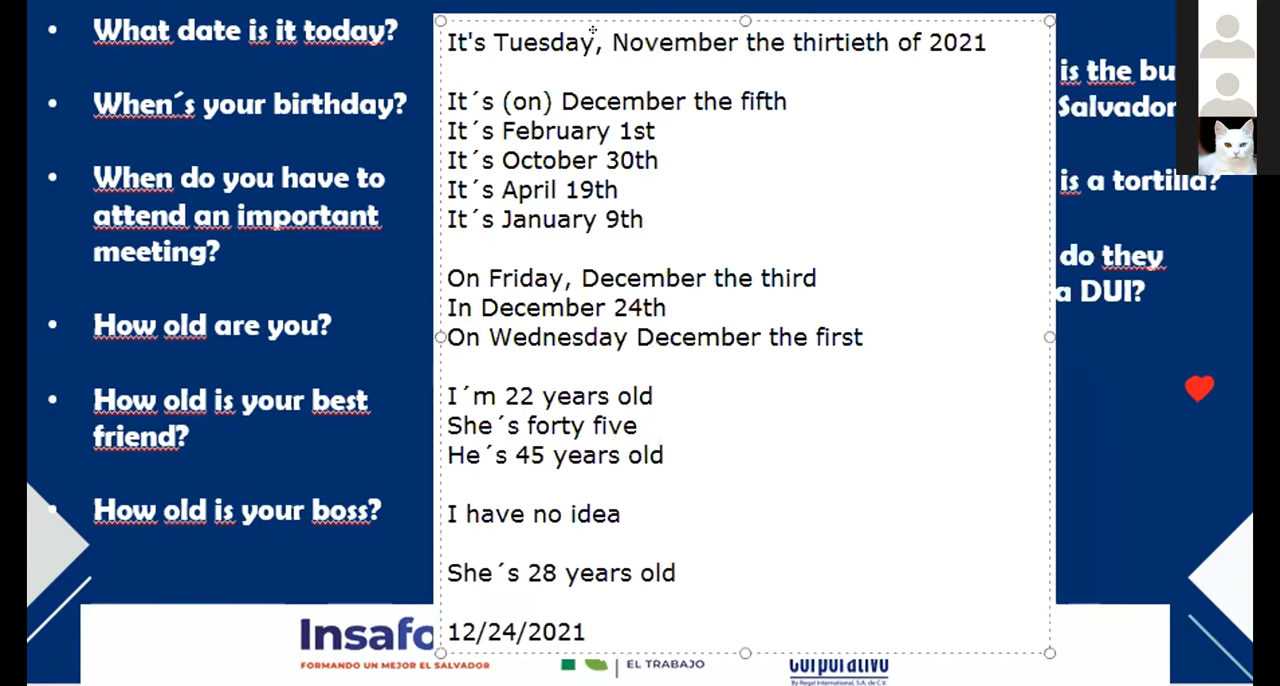 What date is it today?
When´s your birthday?
When do you have to
attend an important
meeting?
How old are you?
How old is your best
friend?
How old is your boss?
It's Tuesday, November the thirtieth of 2021
It´s (on) December the fifth
It´s February 1st
It´s October 30th
It´s April 19th
It´s January 9th
On Friday, December the third
In December 24th
On Wednesday December the first
I´m 22 years old
She´s forty five
He´s 45 years old
I have no idea
She´s 28 years old
12/24/2021
is the bu
Salvador
is a tortilla?
do they
a DUI?
Insafo
FORMANDO UN MEJOR EL SALVADOR
EL TRABAJO
corporativo
By Regal International, S.A. de C.V.